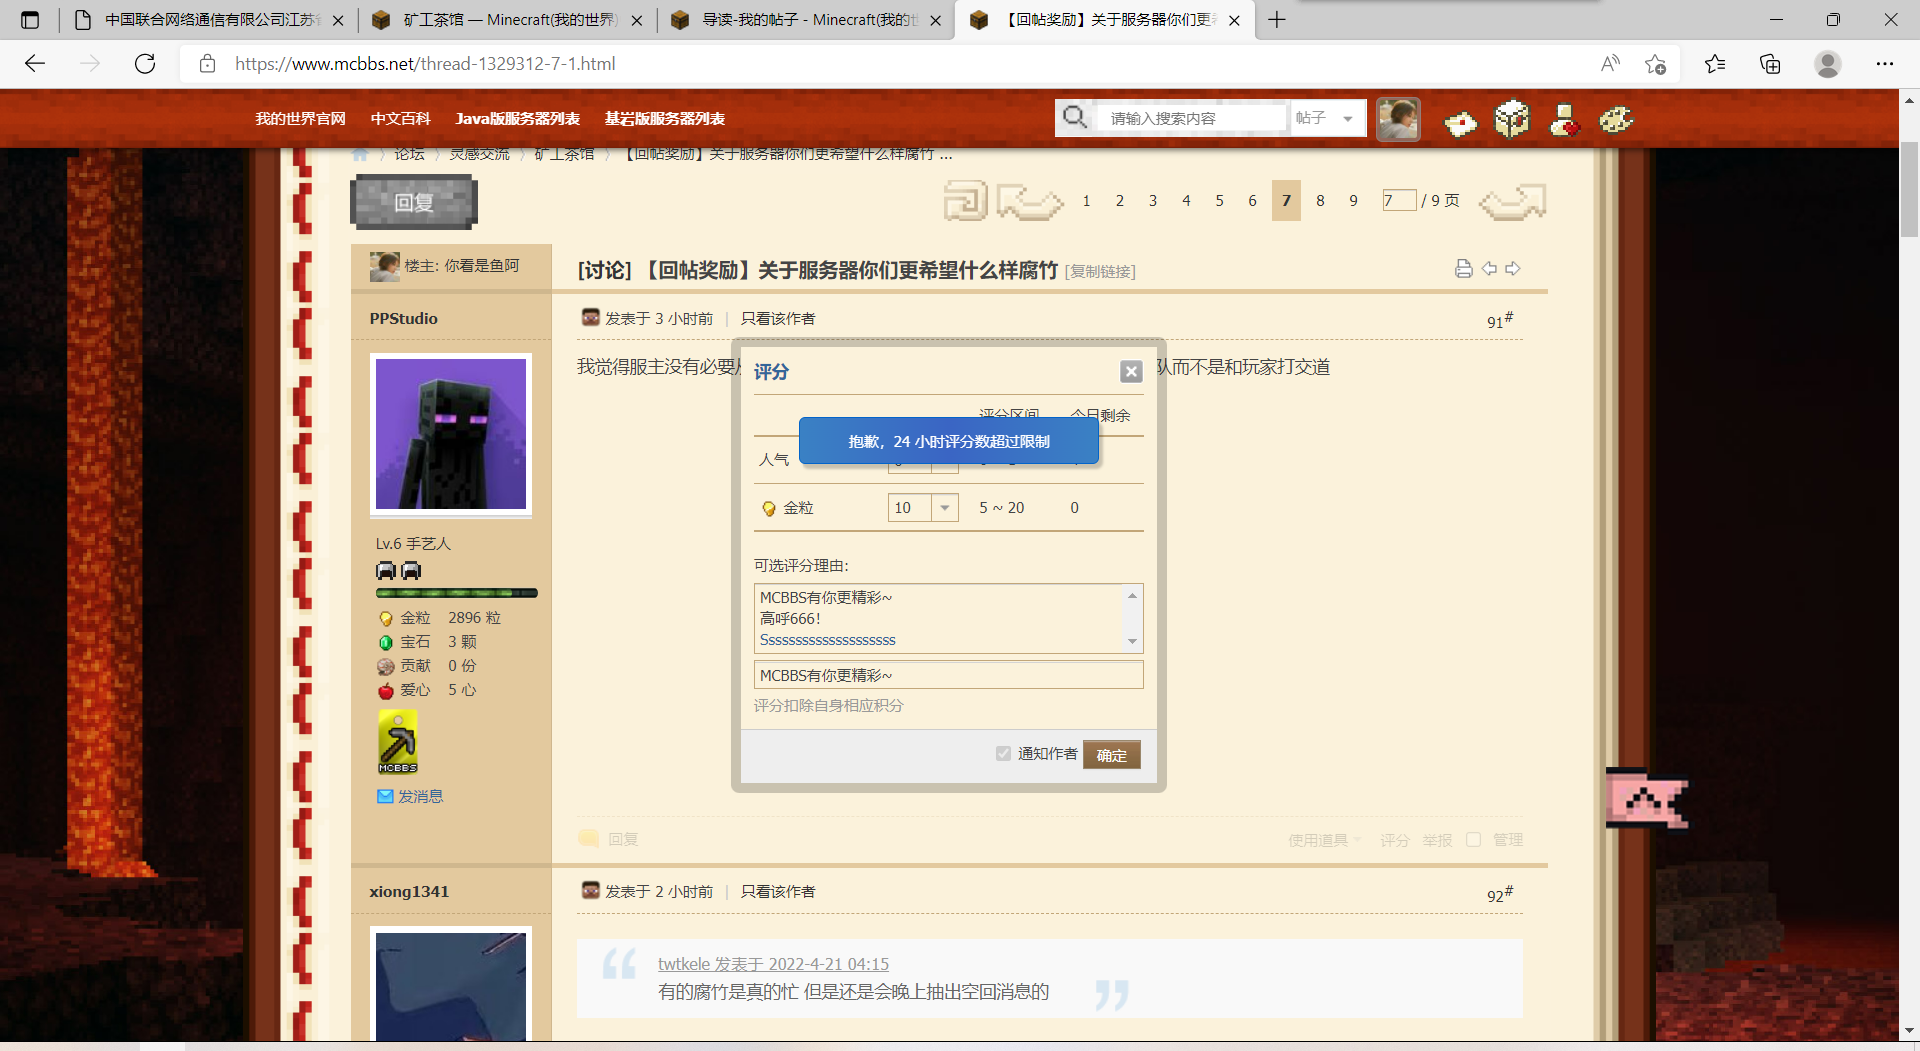 中国联合网络通信有限公司江苏
矿工茶馆 — Minecraft(我的世界)
导读-我的帖子 - Minecraft(我的世
【回帖奖励】关于服务器你们更希
https://www.mcbbs.net/thread-1329312-7-1.html
我的世界官网 中文百科 Java版服务器列表 基岩版服务器列表
请输入搜索内容 帖子
论坛 灵感交流 矿工茶馆 【回帖奖励】关于服务器你们更希望什么样腐竹 ...
回复
1 2 3 4 5 6 7 8 9 7 / 9 页
楼主: 你看是鱼阿
[讨论] 【回帖奖励】关于服务器你们更希望什么样腐竹 [复制链接]
PPStudio
发表于 3 小时前 | 只看该作者
91#
我觉得服主没有必要
队而不是和玩家打交道
评分
评分区间 今日剩余
抱歉，24 小时评分数超过限制
人气
金粒 10 5 ~ 20 0
可选评分理由:
MCBBS有你更精彩~
高呼666!
Ssssssssssssssssssss
MCBBS有你更精彩~
评分扣除自身相应积分
通知作者 确定
Lv.6 手艺人
金粒 2896 粒
宝石 3 颗
贡献 0 份
爱心 5 心
MCBBS
发消息
回复
使用道具 评分 举报 管理
xiong1341
发表于 2 小时前 | 只看该作者
92#
twtkele 发表于 2022-4-21 04:15
有的腐竹是真的忙 但是还是会晚上抽出空回消息的